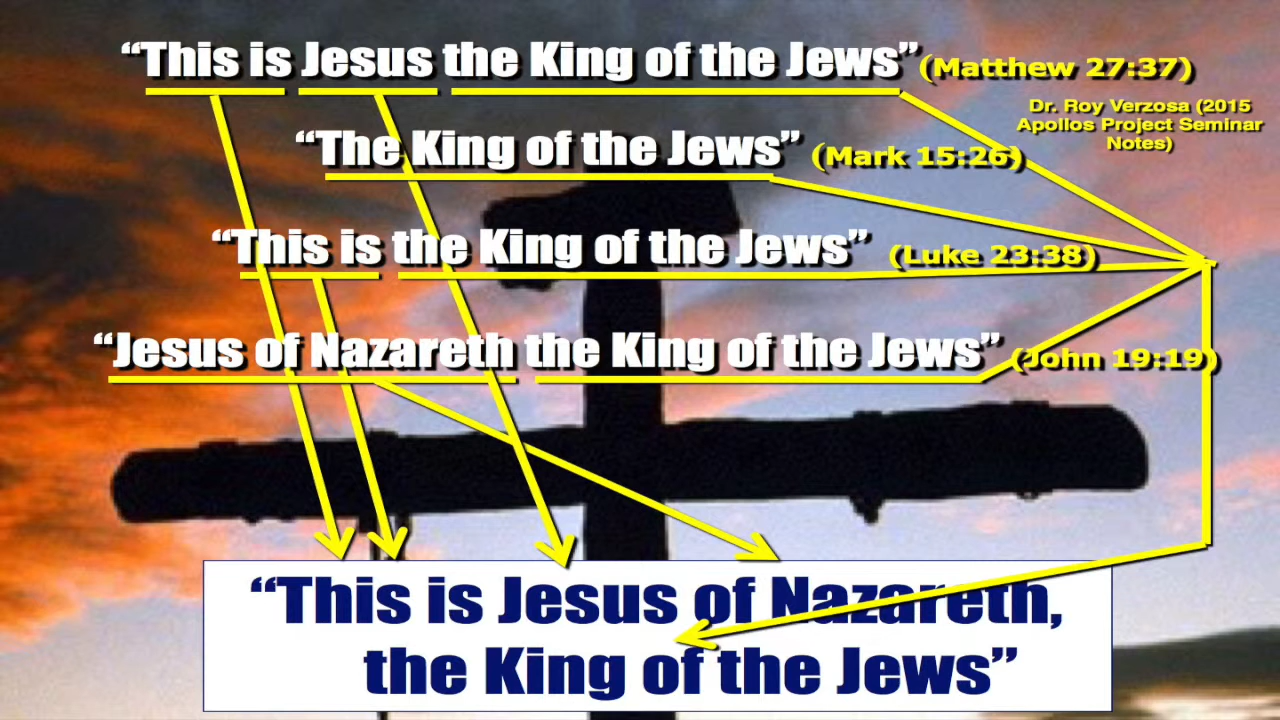 “This is Jesus the King of the Jews” (Matthew 27:37)
Dr. Roy Verzosa (2015
Apollos Project Seminar
Notes)
“The King of the Jews” (Mark 15:26)
“This is the King of the Jews” (Luke 23:38)
“Jesus of Nazareth the King of the Jews” (John 19:19)
“This is Jesus of Nazareth,
the King of the Jews”